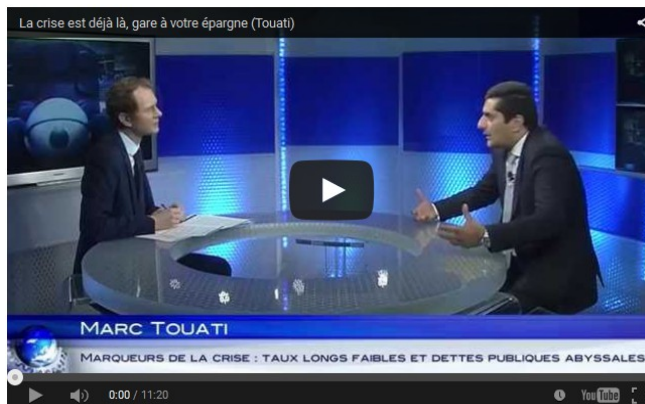 La crise est déjà là, gare à votre épargne (Touati)
MARC TOUATI
MARQUEURS DE LA CRISE : TAUX LONGS FAIBLES ET DETTES PUBLIQUES ABYSSALES
0:00 / 11:20
YouTube